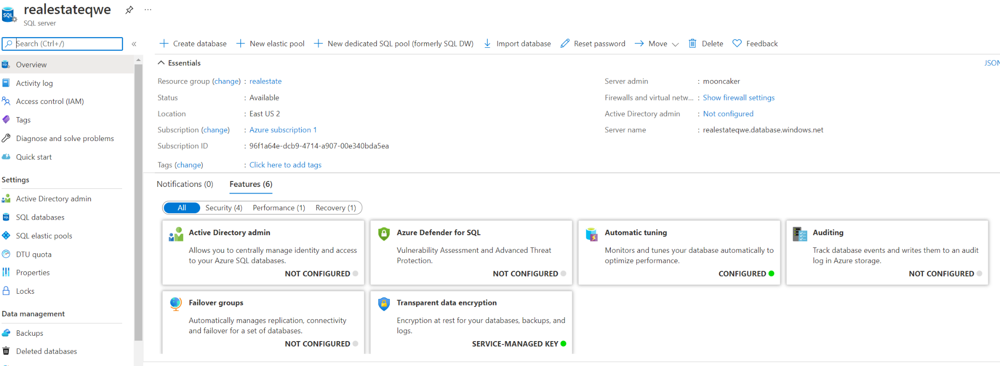 realestateqwe
SQL server
Search (Ctrl+/)
«
Overview
Activity log
Access control (IAM)
Tags
Diagnose and solve problems
Quick start
Settings
Active Directory admin
SQL databases
SQL elastic pools
DTU quota
Properties
Locks
Data management
Backups
Deleted databases
Create database
New elastic pool
New dedicated SQL pool (formerly SQL DW)
Import database
Reset password
Move
Delete
Feedback
Essentials
JSON
Resource group (change) : realestate
Status : Available
Location : East US 2
Subscription (change) : Azure subscription 1
Subscription ID : 96f1a64e-dcb9-4714-a907-00e340bda5ea
Tags (change) : Click here to add tags
Server admin : mooncaker
Firewalls and virtual netw... : Show firewall settings
Active Directory admin : Not configured
Server name : realestateqwe.database.windows.net
Notifications (0)
Features (6)
All
Security (4)
Performance (1)
Recovery (1)
Active Directory admin
Allows you to centrally manage identity and access
to your Azure SQL databases.
NOT CONFIGURED
Azure Defender for SQL
Vulnerability Assessment and Advanced Threat
Protection.
NOT CONFIGURED
Automatic tuning
Monitors and tunes your database automatically to
optimize performance.
CONFIGURED
Auditing
Track database events and writes them to an audit
log in Azure storage.
NOT CONFIGURED
Failover groups
Automatically manages replication, connectivity
and failover for a set of databases.
NOT CONFIGURED
Transparent data encryption
Encryption at rest for your databases, backups, and
logs.
SERVICE-MANAGED KEY